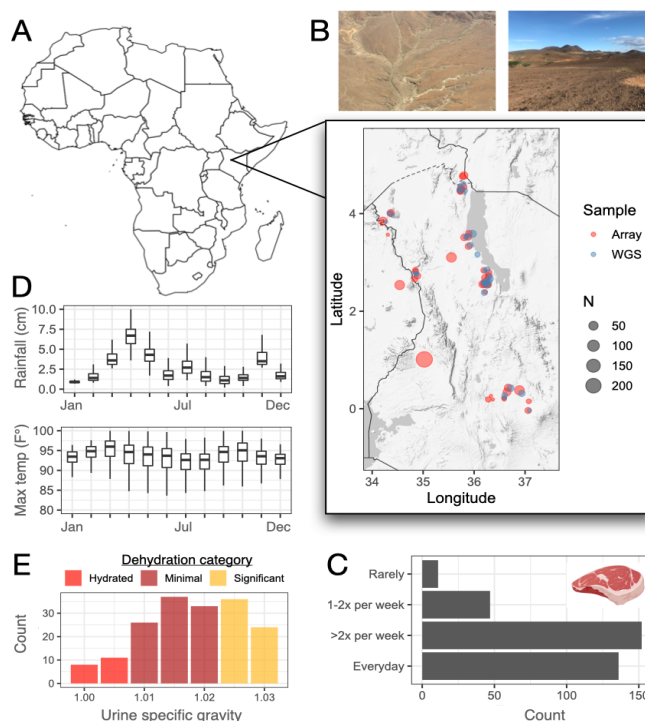 A
B
Latitude
4
2
0
34
35
36
37
Longitude
Sample
Array
WGS
N
50
100
150
200
D
Rainfall (cm)
10.0
7.5
5.0
2.5
0.0
Jan
Jul
Dec
Max temp (F°)
100
95
90
85
80
Jan
Jul
Dec
E
Dehydration category
Hydrated
Minimal
Significant
Count
30
20
10
0
1.00
1.01
1.02
1.03
Urine specific gravity
C
Rarely
1-2x per week
>2x per week
Everyday
0
50
100
150
Count